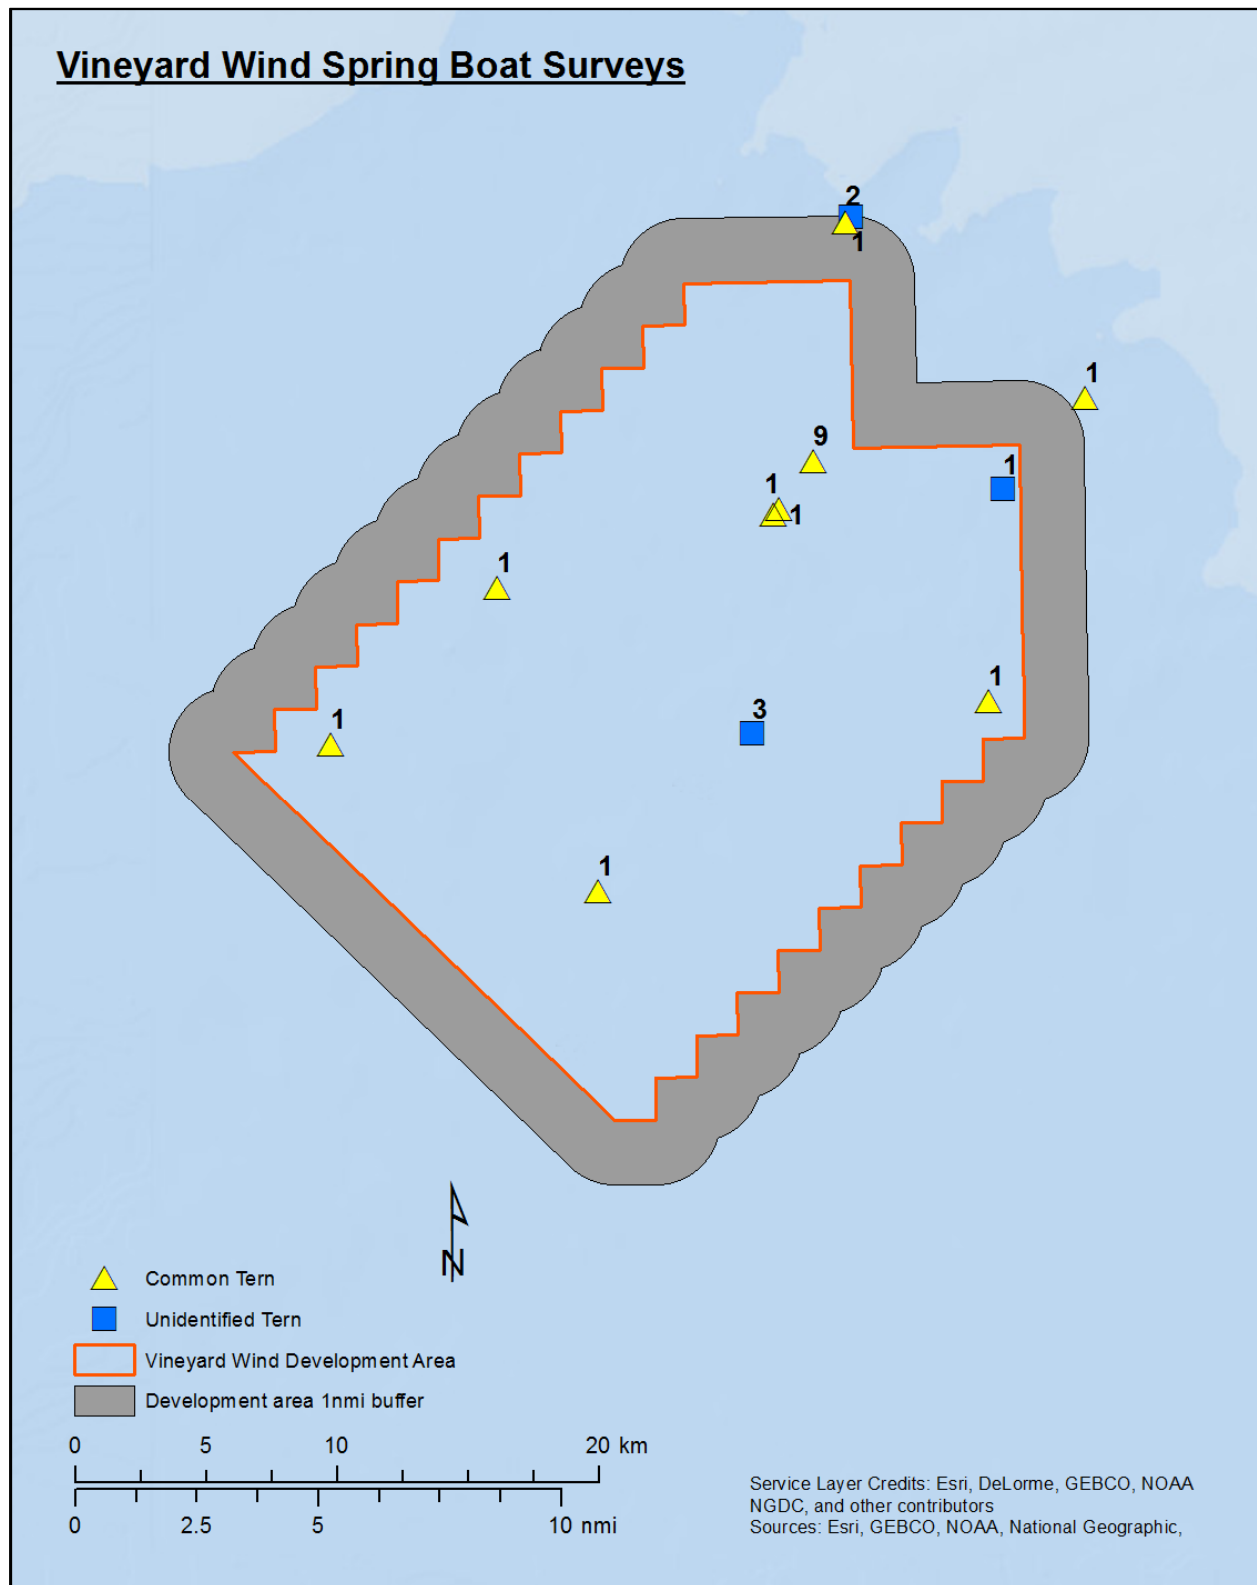 Vineyard Wind Spring Boat Surveys
2
1
1
9
1
1
1
1
1
1
3
1
N
Common Tern
Unidentified Tern
Vineyard Wind Development Area
Development area 1nmi buffer
0 5 10 20 km
0 2.5 5 10 nmi
Service Layer Credits: Esri, DeLorme, GEBCO, NOAA
NGDC, and other contributors
Sources: Esri, GEBCO, NOAA, National Geographic,